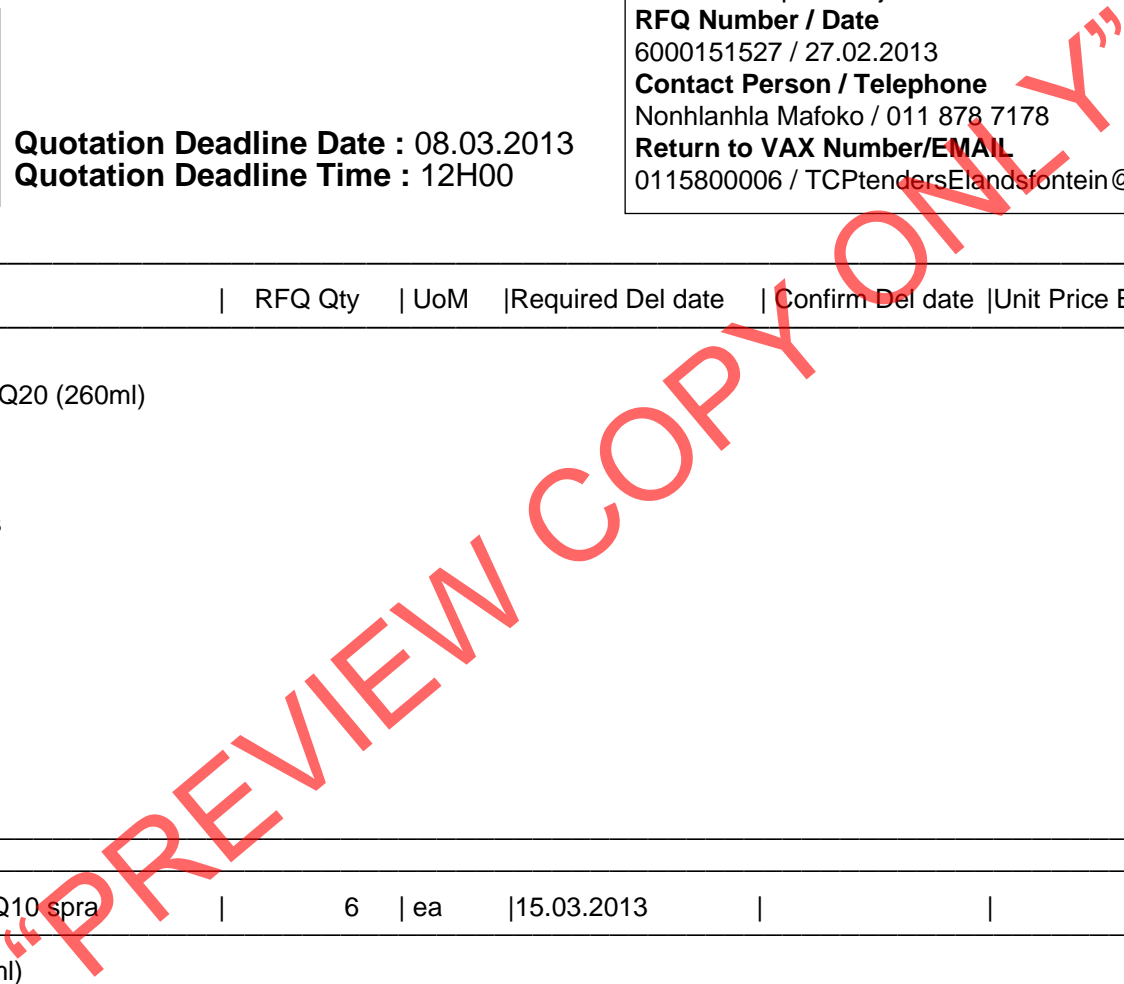 RFQ Number / Date
6000151527 / 27.02.2013
Contact Person / Telephone
Nonhlanhla Mafoko / 011 878 7178
Return to VAX Number/EMAIL
0115800006 / TCPtendersElandsfontein@
Quotation Deadline Date : 08.03.2013
Quotation Deadline Time : 12H00
| RFQ Qty | UoM |Required Del date | Confirm Del date |Unit Price E
Q20 (260ml)
Q10 spra | 6 | ea |15.03.2013 | |
ml)
"PREVIEW COPY ONLY"